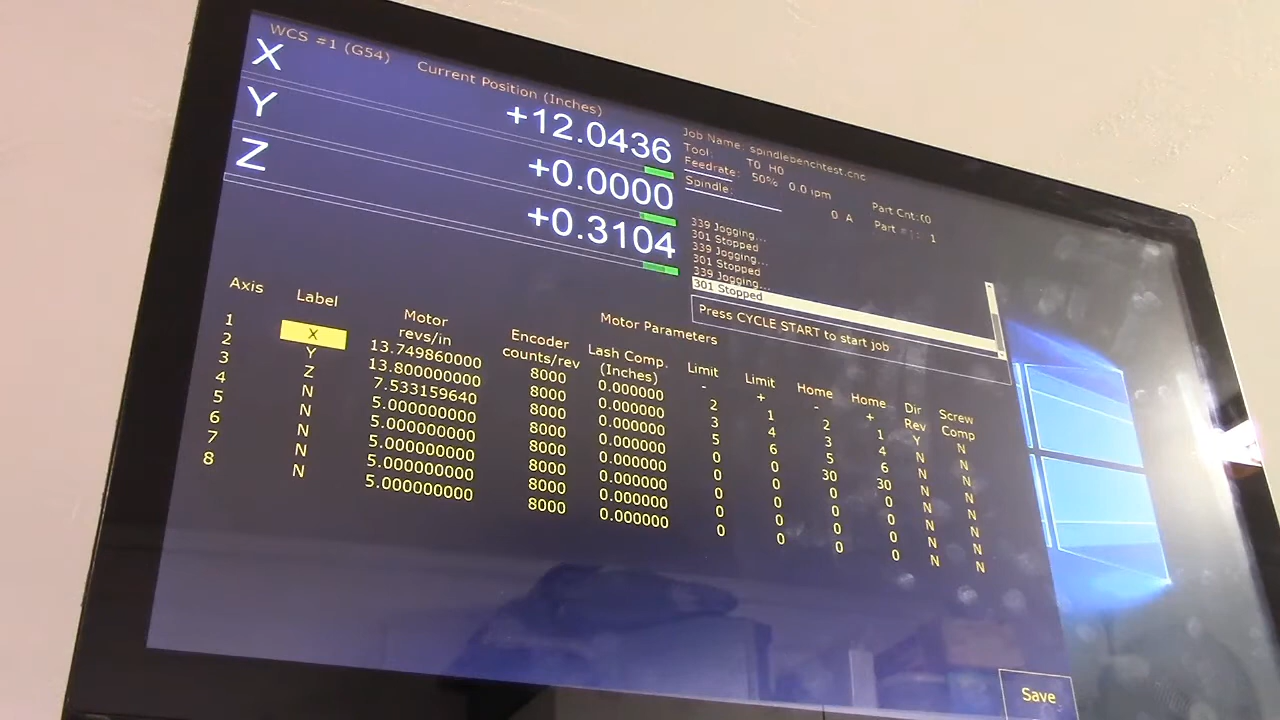 WCS #1 (G54)
Current Position (Inches)
X +12.0436
Y +0.0000
Z +0.3104
Job Name: spindlebenchtest.cnc
Tool T0 H0
Feedrate: 50% 0.0 ipm
Spindle: 0 A
Part Cnt:
Part # 1
339 Jogging...
301 Stopped
339 Jogging...
301 Stopped
339 Jogging...
301 Stopped
Press CYCLE START to start job
Motor Parameters
Axis Label Motor revs/in Encoder counts/rev Lash Comp. (Inches) Limit - Limit + Home - Home + Dir Rev Screw Comp
1 X 13.749860000 8000 0.000000 2 1 2 1 Y N
2 Y 13.800000000 8000 0.000000 3 4 3 4 N N
3 Z 7.533159640 8000 0.000000 5 6 5 6 N N
4 N 5.000000000 8000 0.000000 0 0 30 30 N N
5 N 5.000000000 8000 0.000000 0 0 0 0 N N
6 N 5.000000000 8000 0.000000 0 0 0 0 N N
7 N 5.000000000 8000 0.000000 0 0 0 0 N N
8 N 5.000000000 8000 0.000000 0 0 0 0 N N
Save